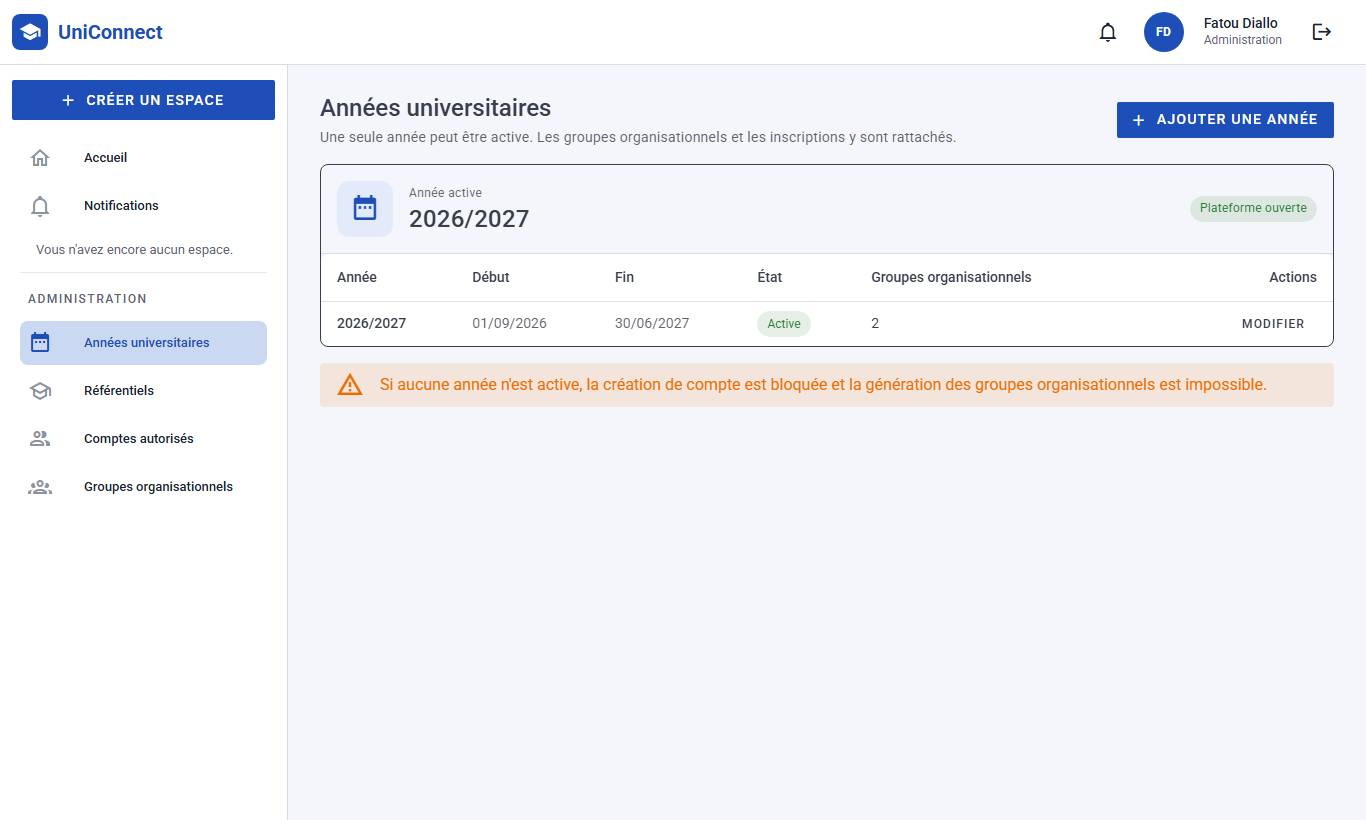 UniConnect
FD
Fatou Diallo
Administration
CRÉER UN ESPACE
Accueil
Notifications
Vous n'avez encore aucun espace.
ADMINISTRATION
Années universitaires
Référentiels
Comptes autorisés
Groupes organisationnels
Années universitaires
Une seule année peut être active. Les groupes organisationnels et les inscriptions y sont rattachés.
AJOUTER UNE ANNÉE
Année active
2026/2027
Plateforme ouverte
Année Début Fin État Groupes organisationnels Actions
2026/2027 01/09/2026 30/06/2027 Active 2 MODIFIER
Si aucune année n'est active, la création de compte est bloquée et la génération des groupes organisationnels est impossible.